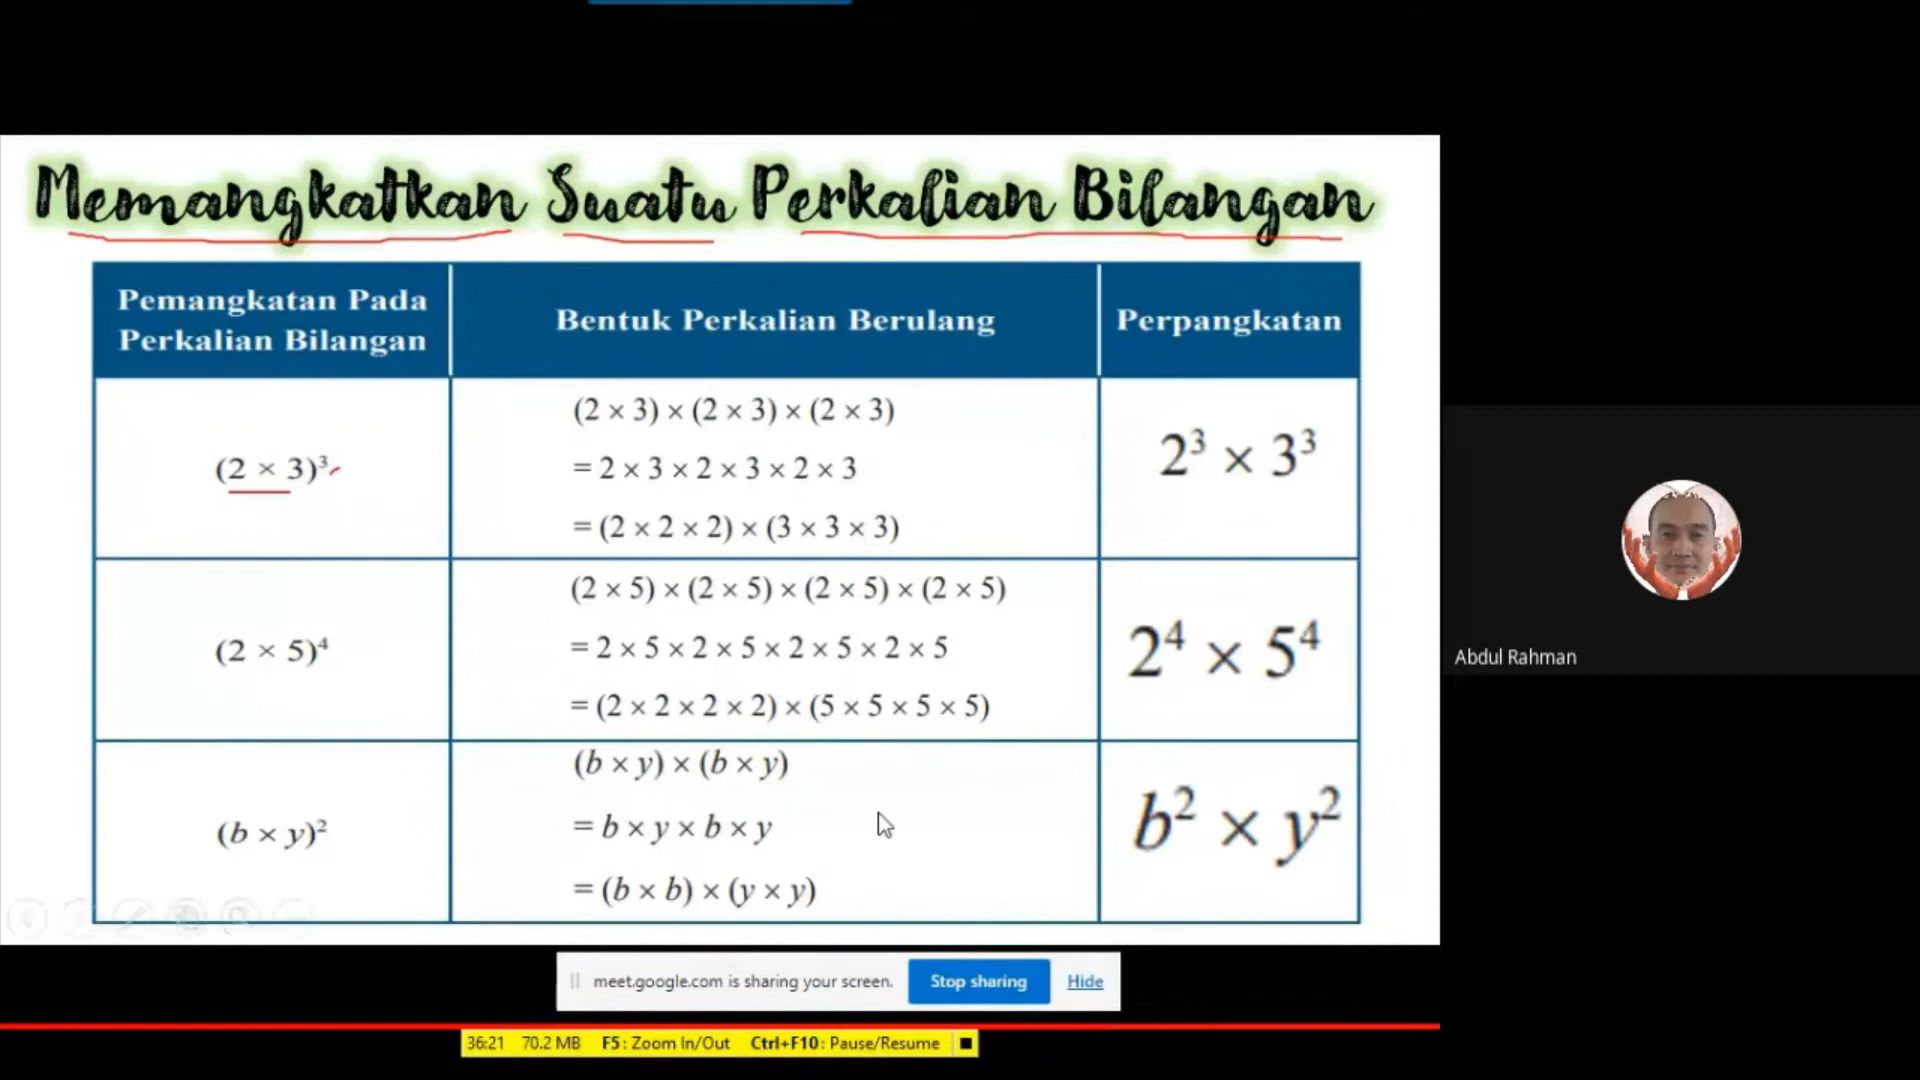 Memangkatkan Suatu Perkalian Bilangan
Pemangkatan Pada
Perkalian Bilangan
Bentuk Perkalian Berulang
Perpangkatan
(2 × 3)³
(2 × 3) × (2 × 3) × (2 × 3)
= 2 × 3 × 2 × 3 × 2 × 3
= (2 × 2 × 2) × (3 × 3 × 3)
2³ × 3³
(2 × 5)⁴
(2 × 5) × (2 × 5) × (2 × 5) × (2 × 5)
= 2 × 5 × 2 × 5 × 2 × 5 × 2 × 5
= (2 × 2 × 2 × 2) × (5 × 5 × 5 × 5)
2⁴ × 5⁴
(b × y)²
(b × y) × (b × y)
= b × y × b × y
= (b × b) × (y × y)
b² × y²
Abdul Rahman
meet.google.com is sharing your screen.
Stop sharing
Hide
36:21 70.2 MB F5: Zoom In/Out Ctrl+F10: Pause/Resume